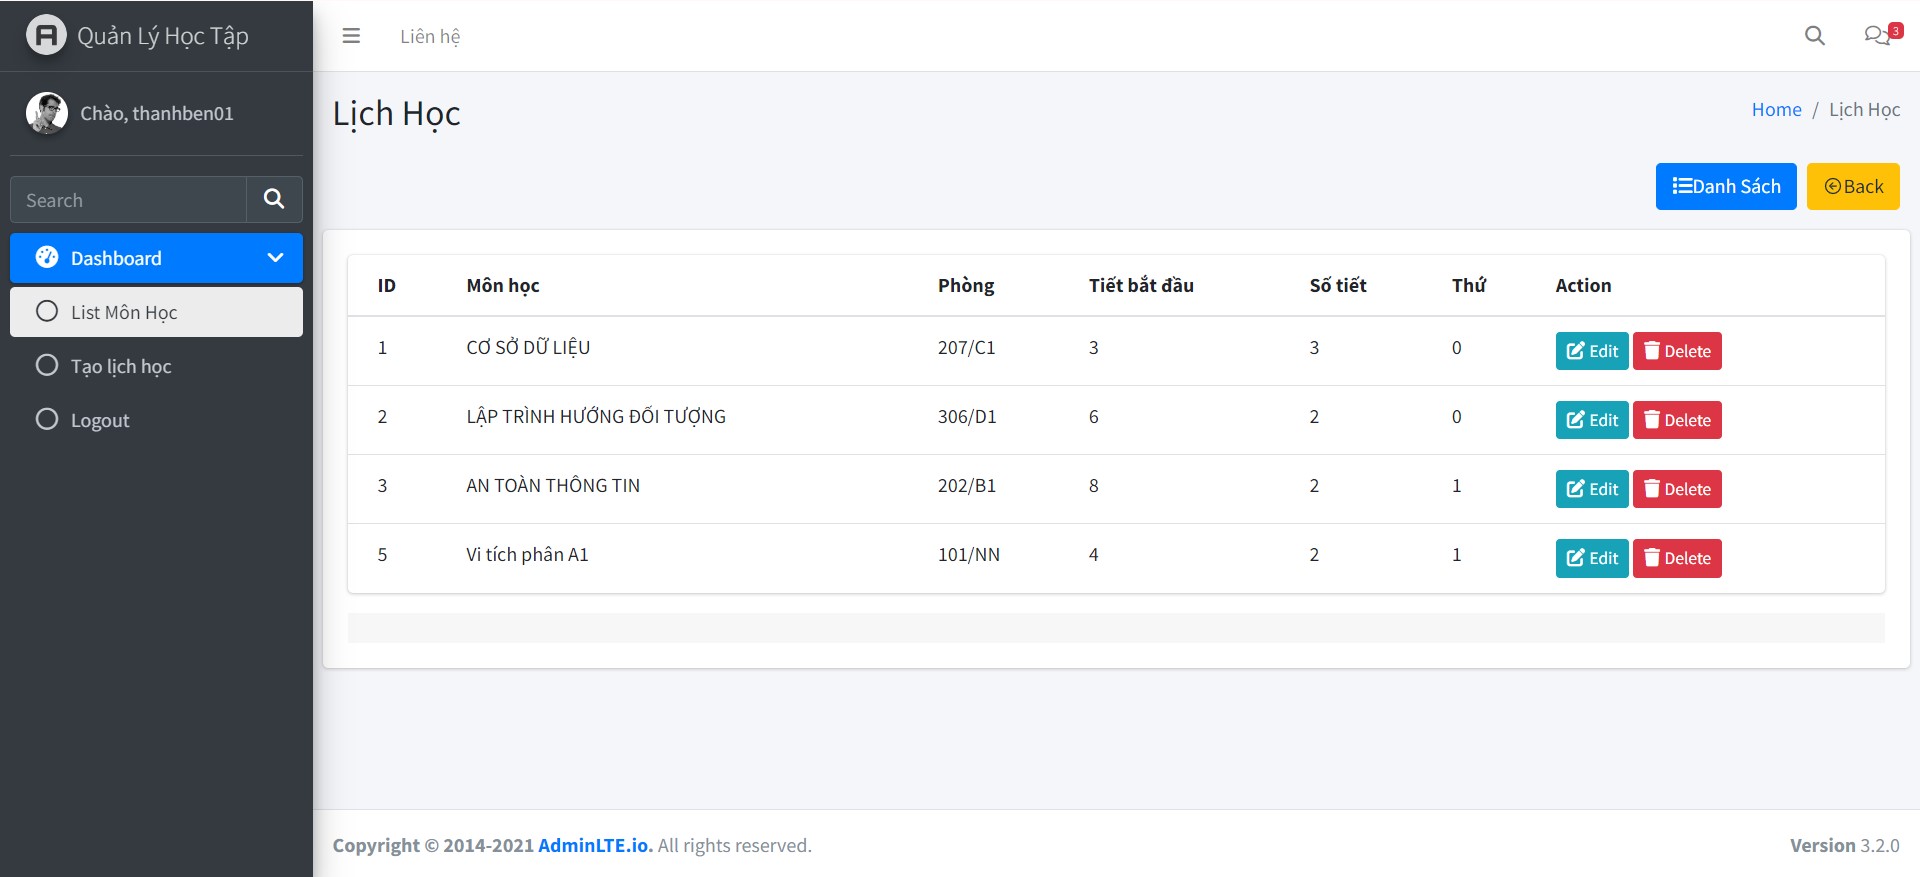 Quản Lý Học Tập
Liên hệ
3
Chào, thanhben01
Lịch Học
Home / Lịch Học
Search
Danh Sách
Back
Dashboard
List Môn Học
Tạo lịch học
Logout
ID Môn học Phòng Tiết bắt đầu Số tiết Thứ Action
1 CƠ SỞ DỮ LIỆU 207/C1 3 3 0 Edit Delete
2 LẬP TRÌNH HƯỚNG ĐỐI TƯỢNG 306/D1 6 2 0 Edit Delete
3 AN TOÀN THÔNG TIN 202/B1 8 2 1 Edit Delete
5 Vi tích phân A1 101/NN 4 2 1 Edit Delete
Copyright © 2014-2021 AdminLTE.io. All rights reserved.
Version 3.2.0